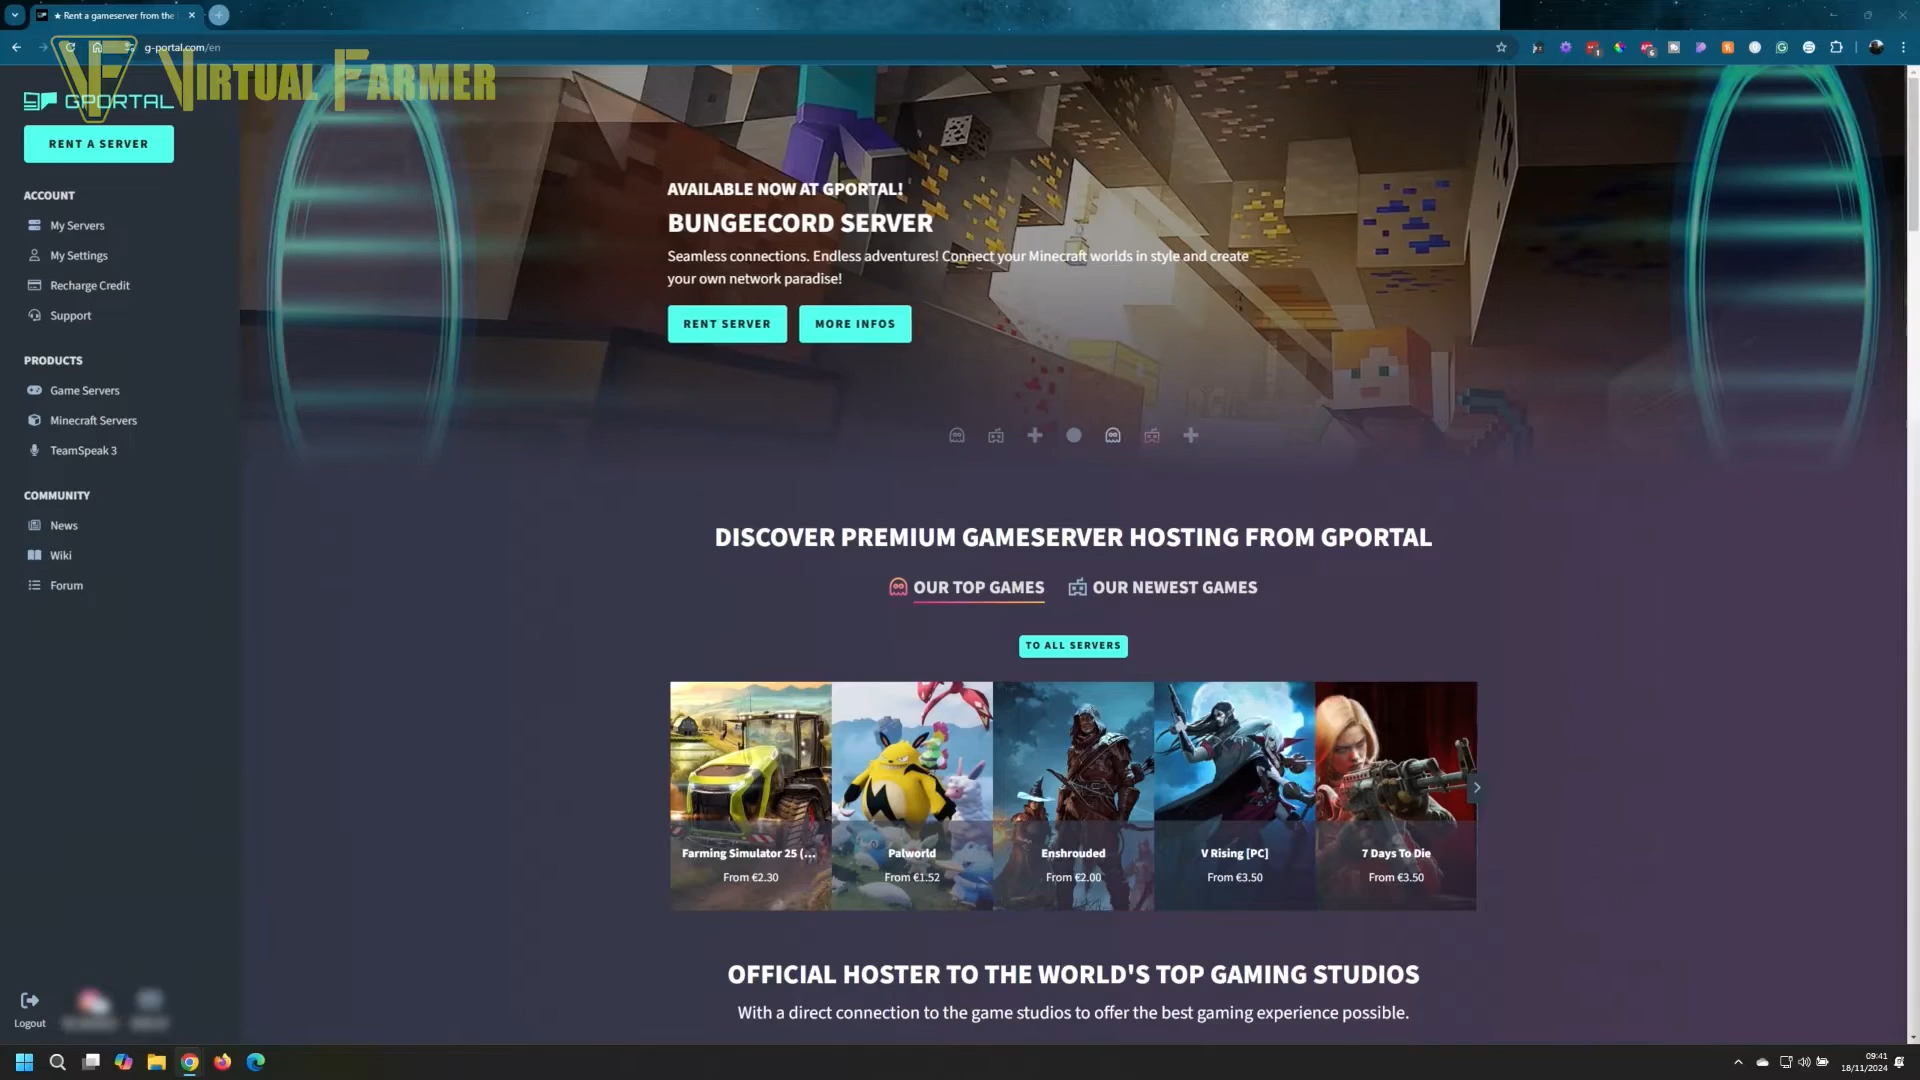 ★ Rent a gameserver from the
g-portal.com/en
VIRTUAL FARMER
GPORTAL
RENT A SERVER
ACCOUNT
My Servers
My Settings
Recharge Credit
Support
PRODUCTS
Game Servers
Minecraft Servers
TeamSpeak 3
COMMUNITY
News
Wiki
Forum
Logout
AVAILABLE NOW AT GPORTAL!
BUNGEECORD SERVER
Seamless connections. Endless adventures! Connect your Minecraft worlds in style and create
your own network paradise!
RENT SERVER
MORE INFOS
DISCOVER PREMIUM GAMESERVER HOSTING FROM GPORTAL
OUR TOP GAMES
OUR NEWEST GAMES
TO ALL SERVERS
Farming Simulator 25 (...
From €2.30
Palworld
From €1.52
Enshrouded
From €2.00
V Rising [PC]
From €3.50
7 Days To Die
From €3.50
OFFICIAL HOSTER TO THE WORLD'S TOP GAMING STUDIOS
With a direct connection to the game studios to offer the best gaming experience possible.
09:41
18/11/2024